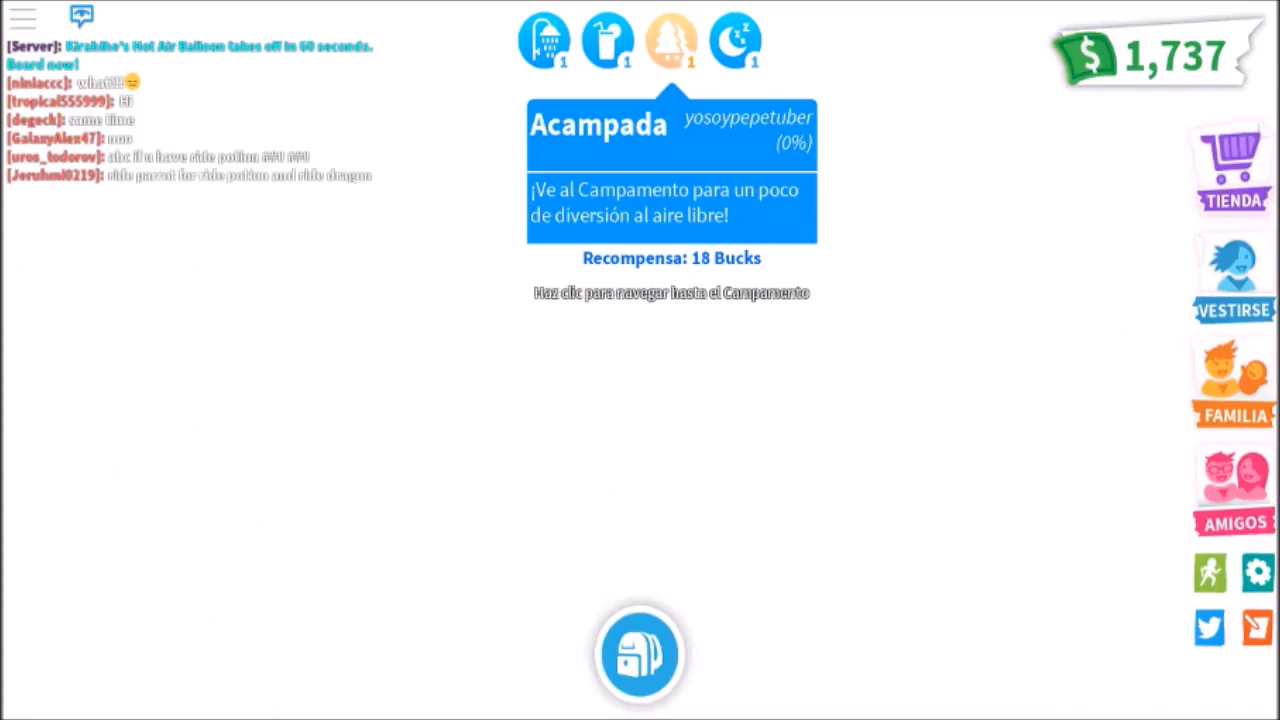 [Server]: Kirabibe's Hot Air Balloon takes off in 60 seconds.
Board now!
[niniaccc]: what!!!😑
[tropical555999]: Hi
[degeck]: same time
[GalaxyAlex47]: non
[uros_todorov]: abc if u have ride potion ### ###
[Jeruhmi0219]: ride parrot for ride potion and ride dragon
1
1
1
1
Acampada
yosoypepetuber
(0%)
¡Ve al Campamento para un poco
de diversión al aire libre!
Recompensa: 18 Bucks
Haz clic para navegar hasta el Campamento
$ 1,737
TIENDA
VESTIRSE
FAMILIA
AMIGOS